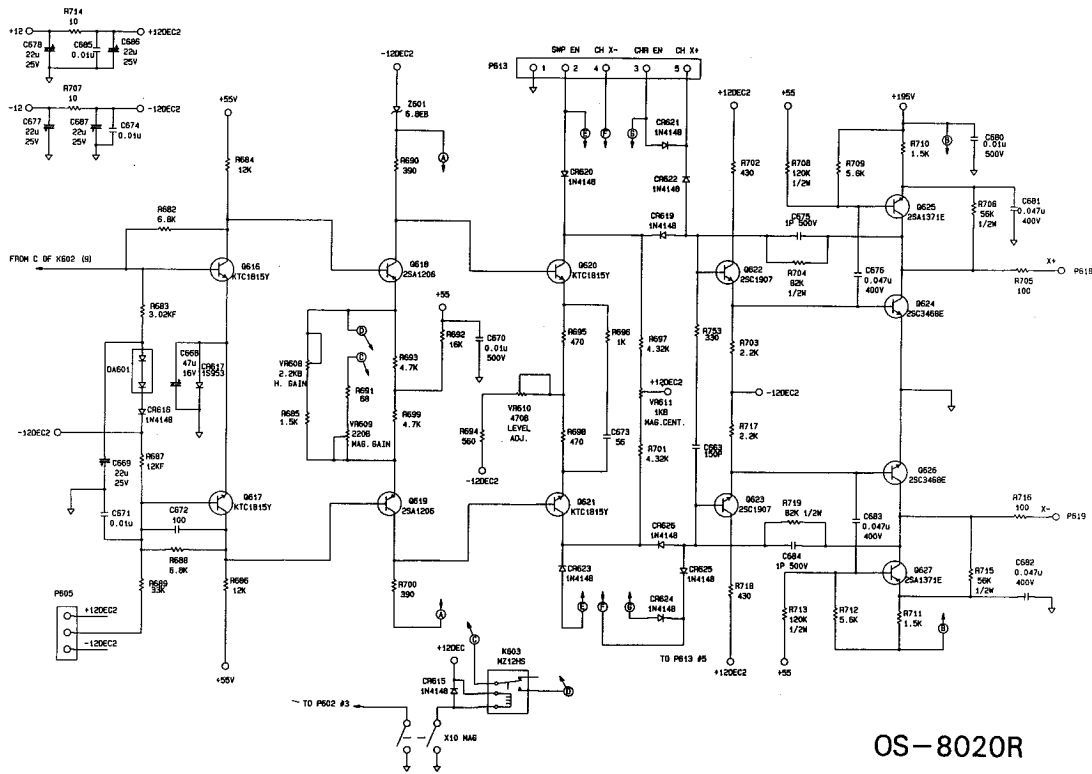 R714
10
+12
+12DEC2
C678
22u
25V
C685
0.01u
C686
22u
25V
R707
10
-12
-12DEC2
C677
22u
25V
C687
22u
25V
C674
0.01u
+55V
R684
12K
R682
6.8K
FROM C OF X602 (9)
Q616
KTC1815Y
R683
3.02KF
DA601
C668
47u
16V
CR617
1S953
CR616
1N4148
-12DEC2
R687
12KF
C669
22u
25V
C671
0.01u
Q617
KTC1815Y
C672
100
R688
6.8K
R689
33K
R686
12K
+55V
P605
+12DEC2
-12DEC2
-12DEC2
Z601
6.8EB
A
R690
390
Q618
2SA1206
D
C
VR608
2.2KB
H. GAIN
R685
1.5K
R691
68
VR609
220B
MAG. GAIN
R693
4.7K
R699
4.7K
+55
R692
16K
C670
0.01u
500V
Q619
2SA1206
R700
390
A
SWP EN
CH X-
CHR EN
CH X+
P613
1
2
4
3
5
E
F
G
CR621
1N4148
CR620
1N4148
CR622
1N4148
CR619
1N4148
Q620
KTC1815Y
R695
470
R696
1K
VR610
470B
LEVEL
ADJ.
R694
560
-12DEC2
R698
470
C673
56
Q621
KTC1815Y
R697
4.32K
+12DEC2
VR611
1KB
MAG.CENT.
R701
4.32K
CR626
1N4148
CR623
1N4148
CR625
1N4148
CR624
1N4148
E
F
G
TO P613 #5
+12DEC2
R702
430
Q622
2SC1907
R753
330
R703
2.2K
-12DEC2
R717
2.2K
C663
150P
Q623
2SC1907
R718
430
+12DEC2
+55
R708
120K
1/2W
R709
5.6K
C675
1P 500V
R704
82K
1/2W
C676
0.047u
400V
+195V
R710
1.5K
B
C680
0.01u
500V
Q625
2SA1371E
R706
56K
1/2W
C681
0.047u
400V
X+
P618
R705
100
Q624
2SC3468E
Q626
2SC3468E
R719
82K 1/2W
C684
1P 500V
C683
0.047u
400V
R716
100
X-
P619
Q627
2SA1371E
R715
56K
1/2W
C682
0.047u
400V
R713
120K
1/2W
R712
5.6K
R711
1.5K
B
+55
C
+12DEC
K603
MZ12HS
CR615
1N4148
D
TO P602 #3
X10 MAG
OS-8020R